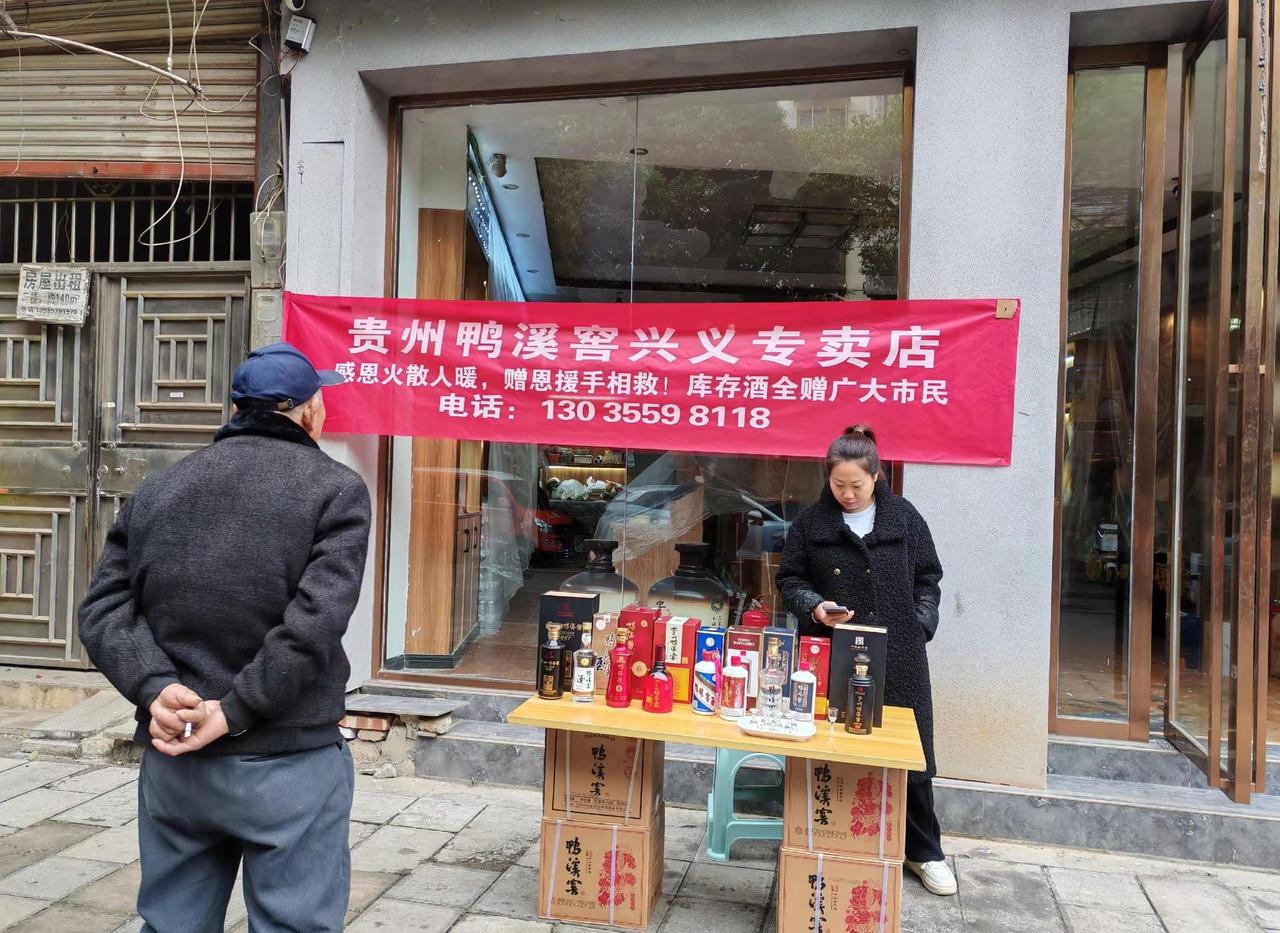 贵州鸭溪窖兴义专卖店
感恩火散人暖，赠恩援手相救！库存酒全赠广大市民
电话：130 3559 8118
房屋出租
鸭溪窖
鸭溪窖
鸭溪窖
鸭溪窖